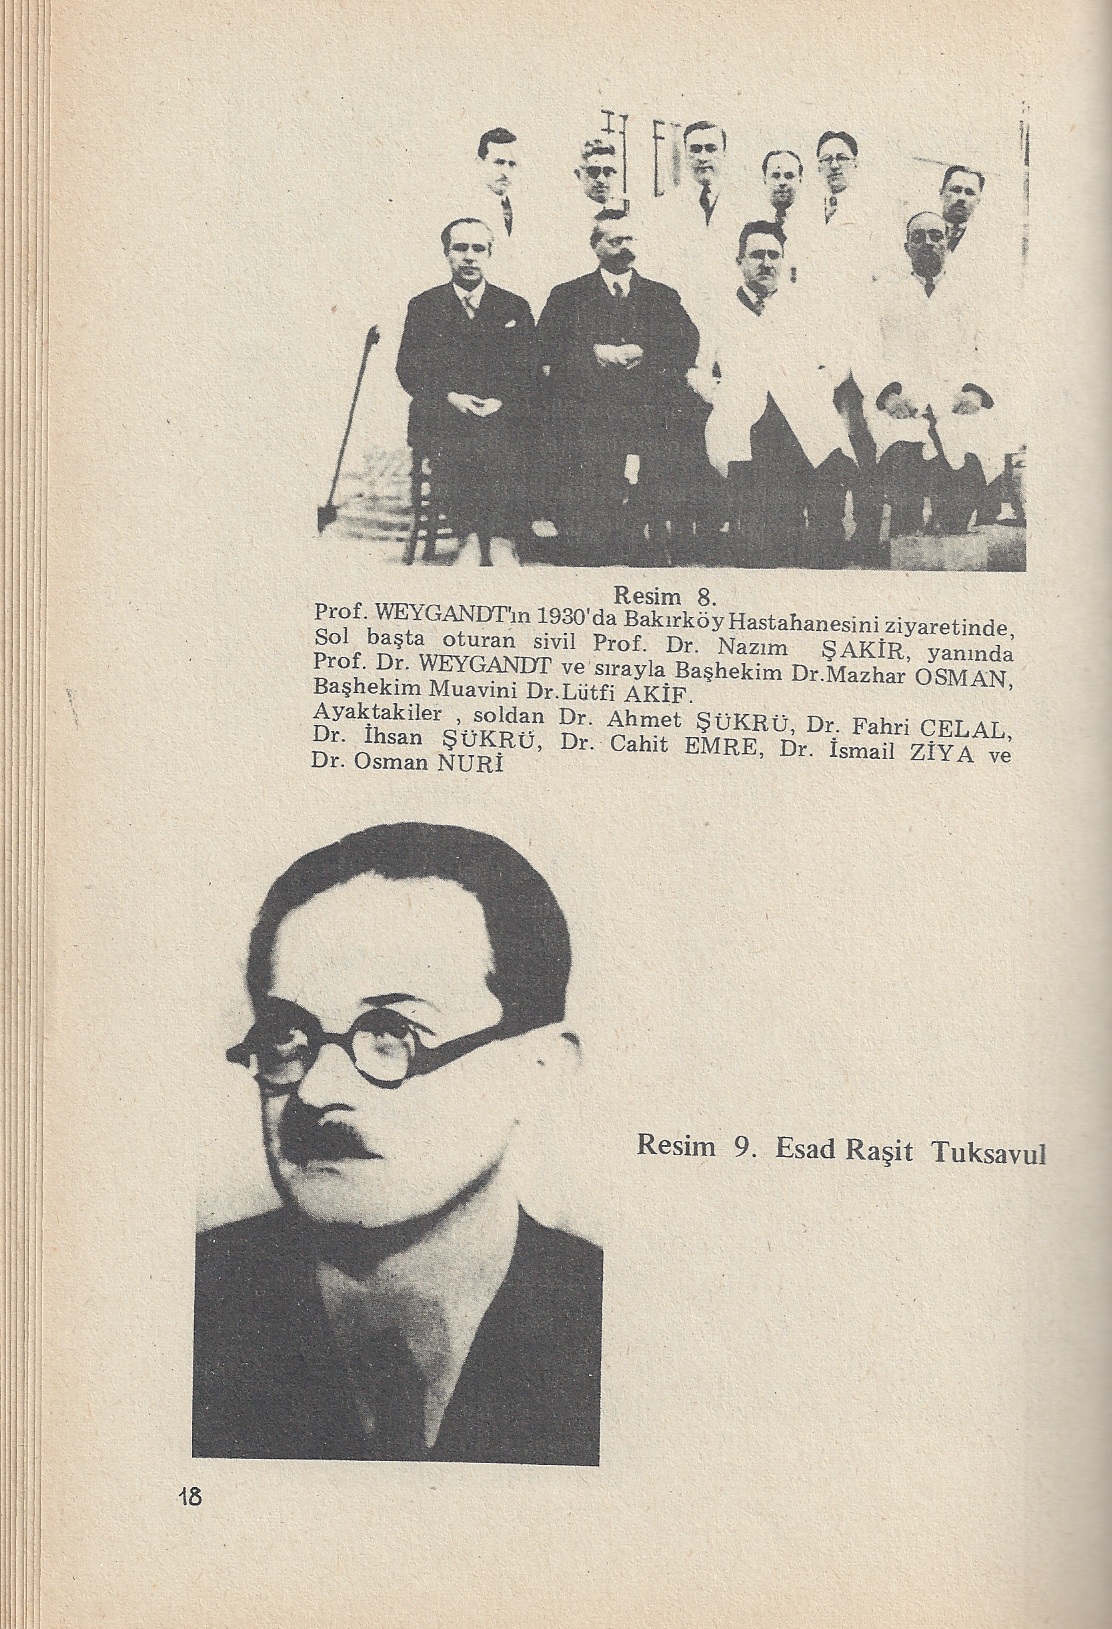 Resim 8.
Prof. WEYGANDT'ın 1930'da Bakırköy Hastahanesini ziyaretinde,
Sol başta oturan sivil Prof. Dr. Nazım ŞAKİR, yanında
Prof. Dr. WEYGANDT ve sırayla Başhekim Dr.Mazhar OSMAN,
Başhekim Muavini Dr.Lütfi AKİF.
Ayaktakiler , soldan Dr. Ahmet ŞÜKRÜ, Dr. Fahri CELAL,
Dr. İhsan ŞÜKRÜ, Dr. Cahit EMRE, Dr. İsmail ZİYA ve
Dr. Osman NURİ
Resim 9. Esad Raşit Tuksavul
18